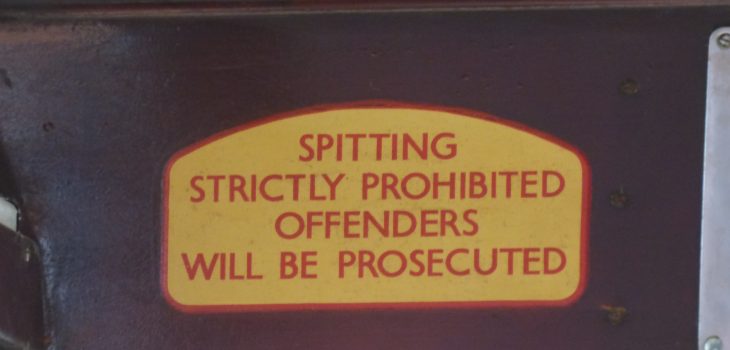 SPITTING
STRICTLY PROHIBITED
OFFENDERS
WILL BE PROSECUTED